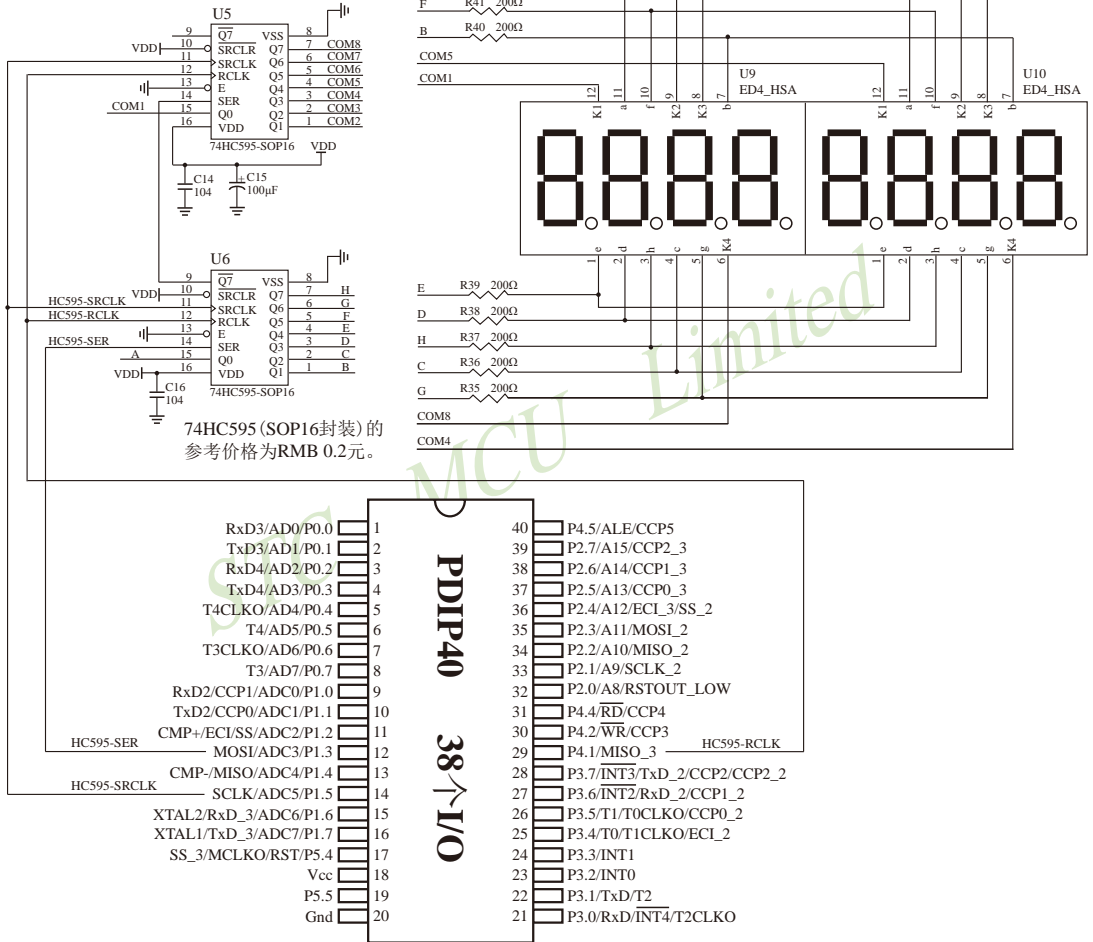 F R41 200Ω
B R40 200Ω
COM5
COM1
U5
9 Q7 VSS 8
VDD 10 SRCLR Q7 7 COM8
11 SRCLK Q6 6 COM7
12 RCLK Q5 5 COM6
13 E Q4 4 COM5
14 SER Q3 3 COM4
COM1 15 Q0 Q2 2 COM3
16 VDD Q1 1 COM2
74HC595-SOP16 VDD
C14
104
+ C15
100μF
U9
ED4_HSA
12 11 10 9 8 7
K1 a f K2 K3 b
e d h c g K4
1 2 3 4 5 6
U10
ED4_HSA
12 11 10 9 8 7
K1 a f K2 K3 b
e d h c g K4
1 2 3 4 5 6
U6
9 Q7 VSS 8
VDD 10 SRCLR Q7 7 H
HC595-SRCLK 11 SRCLK Q6 6 G
HC595-RCLK 12 RCLK Q5 5 F
13 E Q4 4 E
HC595-SER 14 SER Q3 3 D
A 15 Q0 Q2 2 C
VDD 16 VDD Q1 1 B
C16
104
74HC595-SOP16
74HC595(SOP16封装)的
参考价格为RMB 0.2元。
E R39 200Ω
D R38 200Ω
H R37 200Ω
C R36 200Ω
G R35 200Ω
COM8
COM4
STC MCU Limited
PDIP40 38个I/O
RxD3/AD0/P0.0 1 40 P4.5/ALE/CCP5
TxD3/AD1/P0.1 2 39 P2.7/A15/CCP2_3
RxD4/AD2/P0.2 3 38 P2.6/A14/CCP1_3
TxD4/AD3/P0.3 4 37 P2.5/A13/CCP0_3
T4CLKO/AD4/P0.4 5 36 P2.4/A12/ECI_3/SS_2
T4/AD5/P0.5 6 35 P2.3/A11/MOSI_2
T3CLKO/AD6/P0.6 7 34 P2.2/A10/MISO_2
T3/AD7/P0.7 8 33 P2.1/A9/SCLK_2
RxD2/CCP1/ADC0/P1.0 9 32 P2.0/A8/RSTOUT_LOW
TxD2/CCP0/ADC1/P1.1 10 31 P4.4/RD/CCP4
CMP+/ECI/SS/ADC2/P1.2 11 30 P4.2/WR/CCP3
HC595-SER MOSI/ADC3/P1.3 12 29 P4.1/MISO_3 HC595-RCLK
CMP-/MISO/ADC4/P1.4 13 28 P3.7/INT3/TxD_2/CCP2/CCP2_2
HC595-SRCLK SCLK/ADC5/P1.5 14 27 P3.6/INT2/RxD_2/CCP1_2
XTAL2/RxD_3/ADC6/P1.6 15 26 P3.5/T1/T0CLKO/CCP0_2
XTAL1/TxD_3/ADC7/P1.7 16 25 P3.4/T0/T1CLKO/ECI_2
SS_3/MCLKO/RST/P5.4 17 24 P3.3/INT1
Vcc 18 23 P3.2/INT0
P5.5 19 22 P3.1/TxD/T2
Gnd 20 21 P3.0/RxD/INT4/T2CLKO